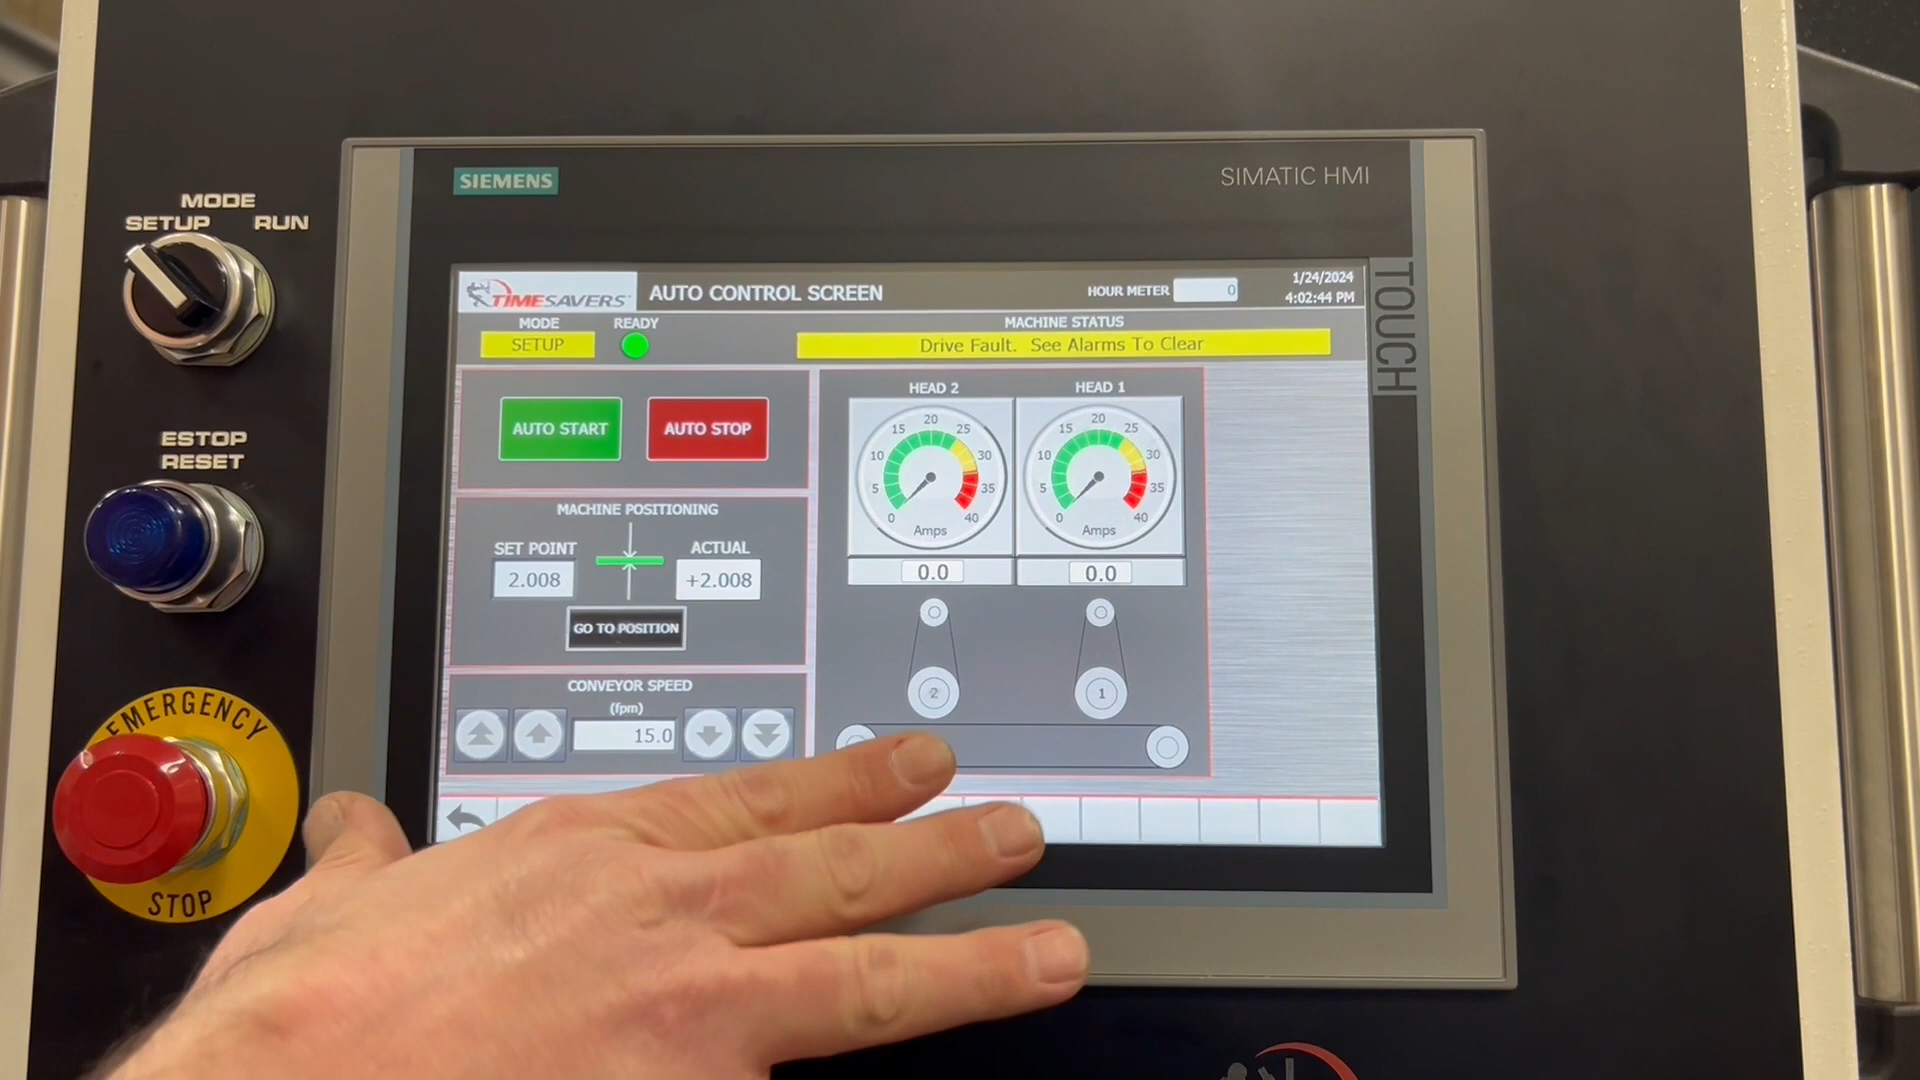 MODE
SETUP RUN
ESTOP
RESET
EMERGENCY
STOP
SIEMENS
SIMATIC HMI
TOUCH
TIMESAVERS
AUTO CONTROL SCREEN
HOUR METER 0
1/24/2024
4:02:44 PM
MODE
SETUP
READY
MACHINE STATUS
Drive Fault. See Alarms To Clear
AUTO START
AUTO STOP
MACHINE POSITIONING
SET POINT
2.008
ACTUAL
+2.008
GO TO POSITION
CONVEYOR SPEED
(fpm)
15.0
HEAD 2
0 5 10 15 20 25 30 35 40
Amps
0.0
HEAD 1
0 5 10 15 20 25 30 35 40
Amps
0.0
2
1